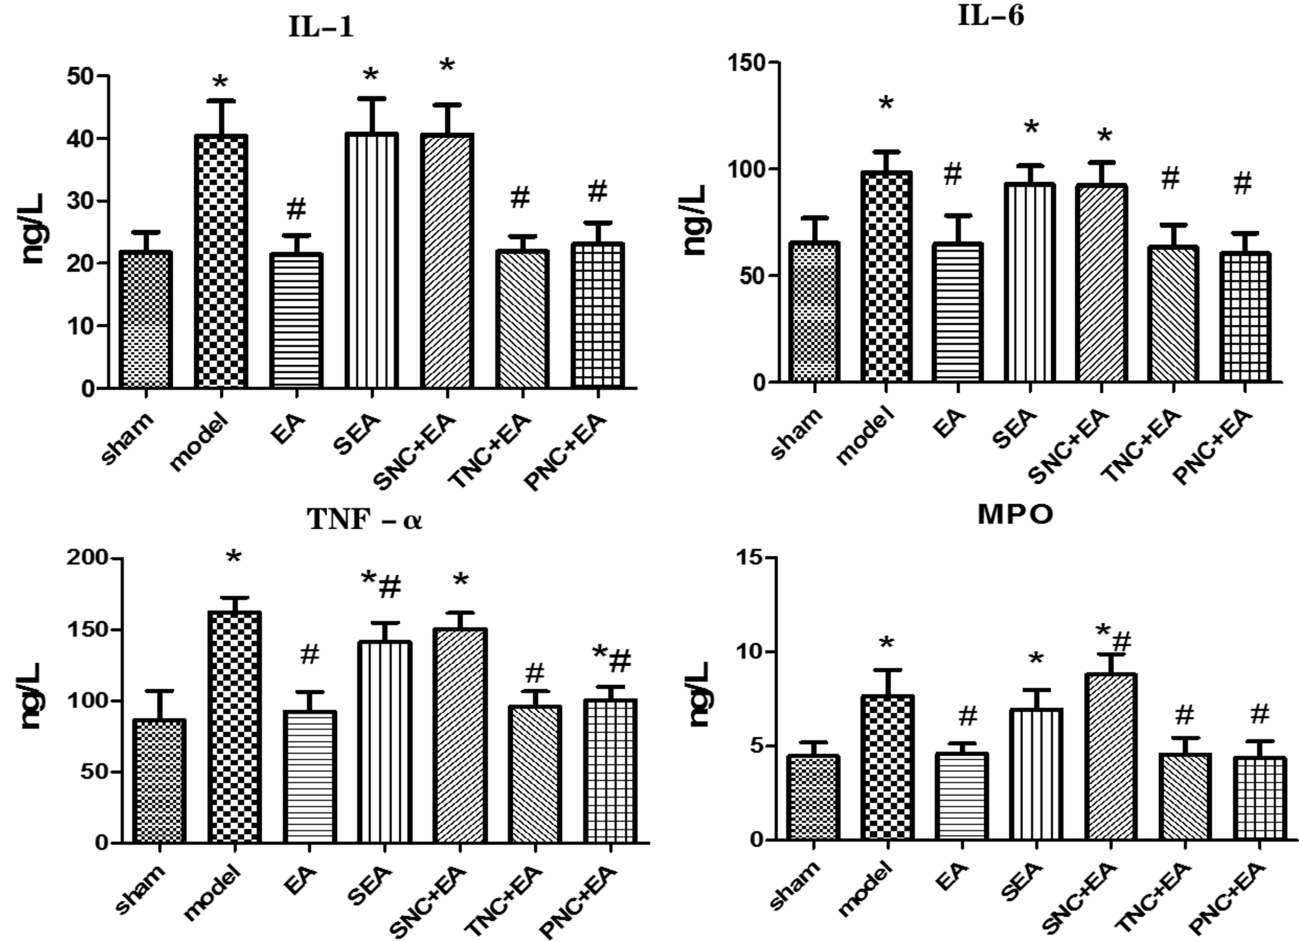 IL-1
ng/L
50
40
30
20
10
0
*
*
*
#
#
#
sham
model
EA
SEA
SNC+EA
TNC+EA
PNC+EA
IL-6
ng/L
150
100
50
0
*
*
*
#
#
#
sham
model
EA
SEA
SNC+EA
TNC+EA
PNC+EA
TNF - α
ng/L
200
150
100
50
0
*
#
*#
*
#
*#
sham
model
EA
SEA
SNC+EA
TNC+EA
PNC+EA
MPO
ng/L
15
10
5
0
*
#
*
*#
#
#
sham
model
EA
SEA
SNC+EA
TNC+EA
PNC+EA